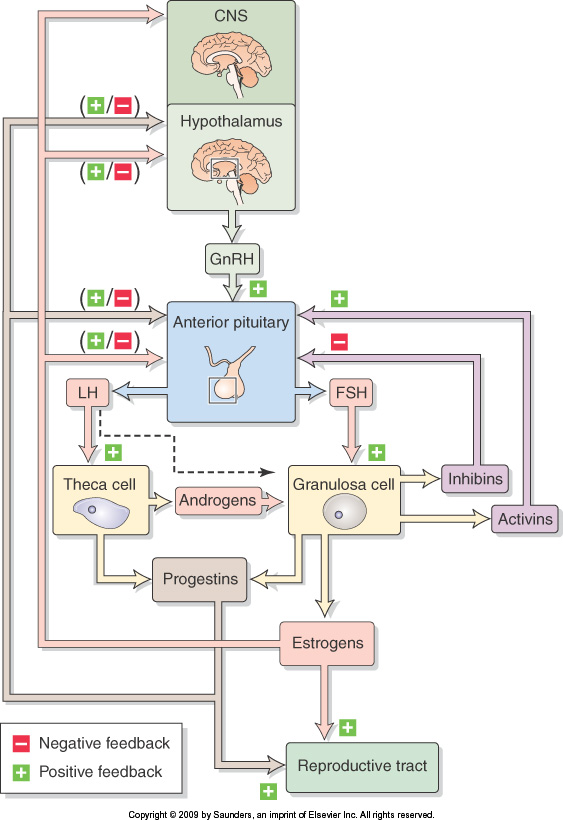 CNS
(+/−)
Hypothalamus
(+/−)
GnRH
+
+
(+/−)
Anterior pituitary
(+/−)
−
LH
FSH
+
+
Theca cell
Granulosa cell
Inhibins
Androgens
Activins
Progestins
Estrogens
+
− Negative feedback
+ Positive feedback
Reproductive tract
+
Copyright © 2009 by Saunders, an imprint of Elsevier Inc. All rights reserved.